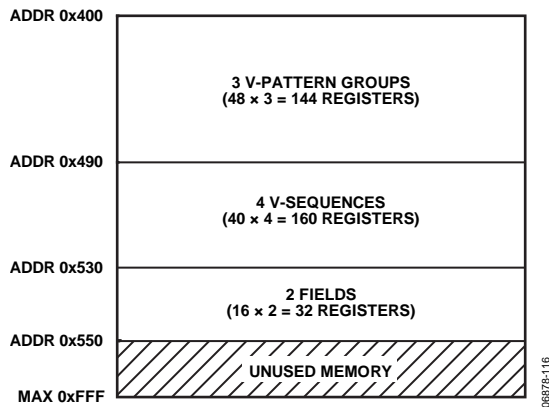 ADDR 0x400
3 V-PATTERN GROUPS
(48 × 3 = 144 REGISTERS)
ADDR 0x490
4 V-SEQUENCES
(40 × 4 = 160 REGISTERS)
ADDR 0x530
2 FIELDS
(16 × 2 = 32 REGISTERS)
ADDR 0x550
UNUSED MEMORY
MAX 0xFFF
06878-116